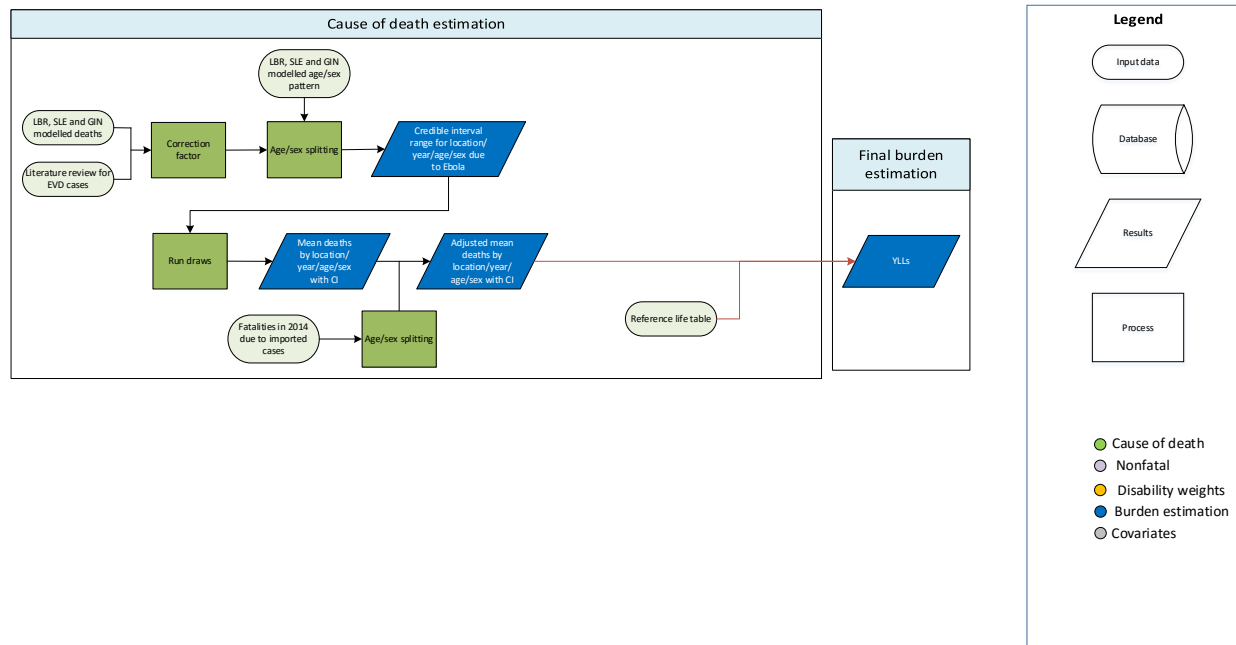 Cause of death estimation
LBR, SLE and GIN
modelled age/sex
pattern
LBR, SLE and GIN
modelled deaths
Literature review for
EVD cases
Correction
factor
Age/sex splitting
Credible interval
range for location/
year/age/sex due
to Ebola
Run draws
Mean deaths
by location/
year/age/sex
with CI
Adjusted mean
deaths by
location/year/
age/sex with CI
Fatalities in 2014
due to imported
cases
Age/sex splitting
Reference life table
Final burden
estimation
YLLs
Legend
Input data
Database
Results
Process
Cause of death
Nonfatal
Disability weights
Burden estimation
Covariates